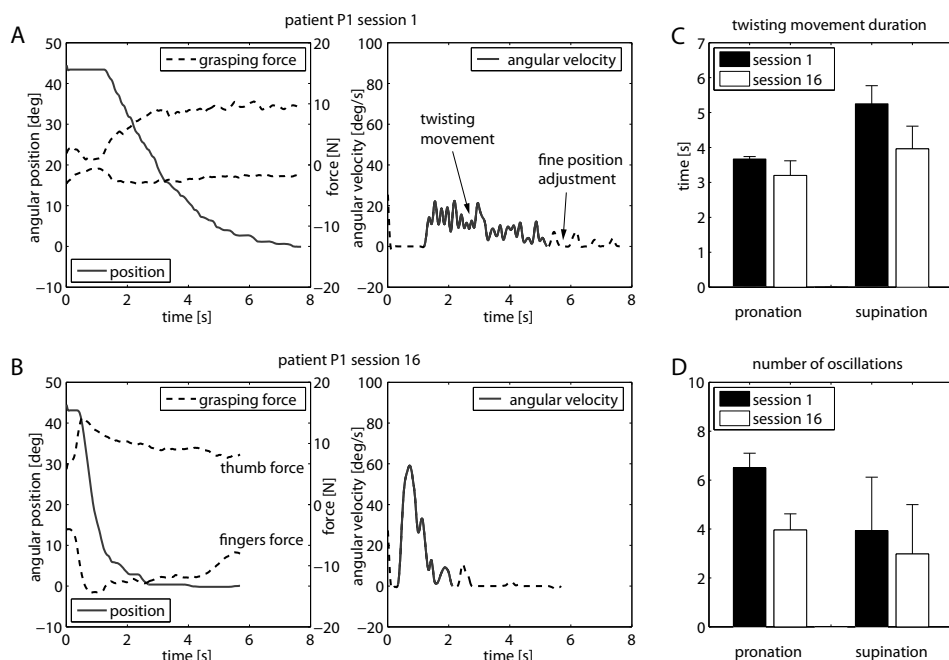 patient P1 session 1
A
grasping force
position
angular position [deg]
50
40
30
20
10
0
−10
20
10
0
−10
−20
force [N]
0
2
4
6
8
time [s]
angular velocity
twisting
movement
fine position
adjustment
angular velocity [deg/s]
100
80
60
40
20
0
−20
0
2
4
6
8
time [s]
C
twisting movement duration
session 1
session 16
time [s]
7
6
5
4
3
2
1
0
pronation
supination
patient P1 session 16
B
grasping force
thumb force
fingers force
position
angular position [deg]
50
40
30
20
10
0
−10
20
10
0
−10
−20
force [N]
0
2
4
6
8
time [s]
angular velocity
angular velocity [deg/s]
100
80
60
40
20
0
−20
0
2
4
6
8
time [s]
D
number of oscillations
session 1
session 16
10
8
6
4
2
0
pronation
supination